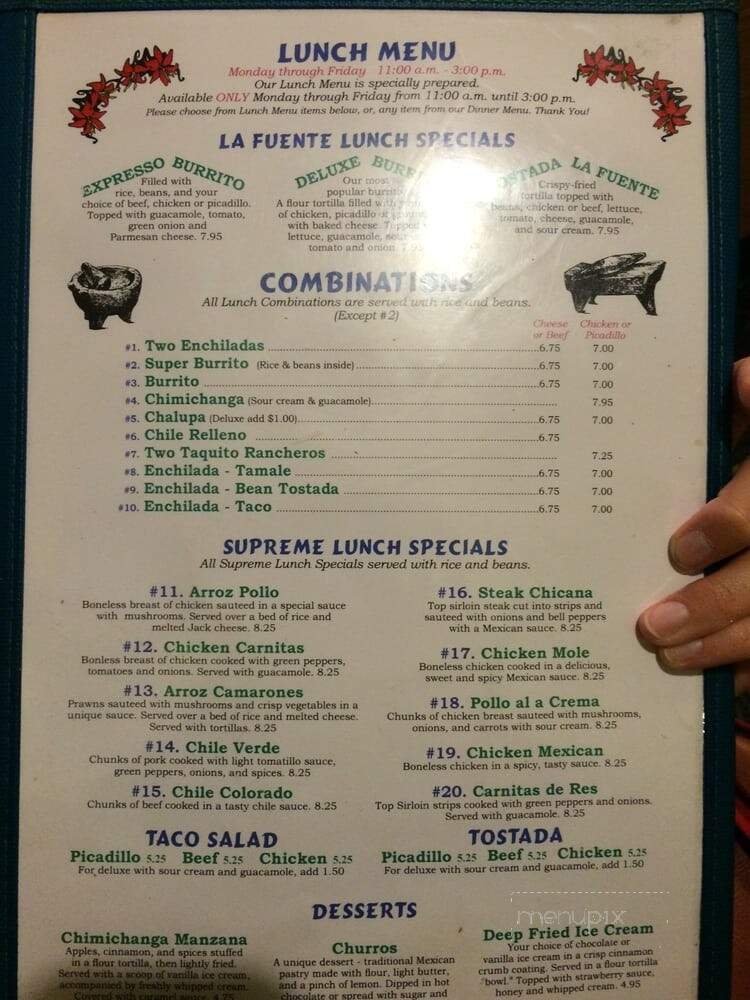 LUNCH MENU
Monday through Friday 11:00 a.m. - 3:00 p.m.
Our Lunch Menu is specially prepared.
Available ONLY Monday through Friday from 11:00 a.m. until 3:00 p.m.
Please choose from Lunch Menu items below, or, any item from our Dinner Menu. Thank You!
LA FUENTE LUNCH SPECIALS
EXPRESSO BURRITO
Filled with
rice, beans, and your
choice of beef, chicken or picadillo.
Topped with guacamole, tomato,
green onion and
Parmesan cheese. 7.95
DELUXE
Our most
popular
A flour tortilla filled with
of chicken, picadillo or
with baked cheese. Topped
lettuce, guacamole,
tomato and onion.
LA FUENTE
Crispy-fried
tortilla topped with
beans, chicken or beef, lettuce,
tomato, cheese, guacamole,
and sour cream. 7.95
COMBINATIONS
All Lunch Combinations are served with rice and beans.
(Except #2)
Cheese or Beef
Chicken or Picadillo
#1. Two Enchiladas 6.75 7.00
#2. Super Burrito (Rice & beans inside) 6.75 7.00
#3. Burrito 6.75 7.00
#4. Chimichanga (Sour cream & guacamole) 7.95
#5. Chalupa (Deluxe add $1.00) 6.75 7.00
#6. Chile Relleno 6.75
#7. Two Taquito Rancheros 7.25
#8. Enchilada - Tamale 6.75 7.00
#9. Enchilada - Bean Tostada 6.75 7.00
#10. Enchilada - Taco 6.75 7.00
SUPREME LUNCH SPECIALS
All Supreme Lunch Specials served with rice and beans.
#11. Arroz Pollo
Boneless breast of chicken sauteed in a special sauce
with mushrooms. Served over a bed of rice and
melted Jack cheese. 8.25
#12. Chicken Carnitas
Bonless breast of chicken cooked with green peppers,
tomatoes and onions. Served with guacamole. 8.25
#13. Arroz Camarones
Prawns sauteed with mushrooms and crisp vegetables in a
unique sauce. Served over a bed of rice and melted cheese.
Served with tortillas. 8.25
#14. Chile Verde
Chunks of pork cooked with light tomatillo sauce,
green peppers, onions, and spices. 8.25
#15. Chile Colorado
Chunks of beef cooked in a tasty chile sauce. 8.25
#16. Steak Chicana
Top sirloin steak cut into strips and
sauteed with onions and bell peppers
with a Mexican sauce. 8.25
#17. Chicken Mole
Boneless chicken cooked in a delicious,
sweet and spicy Mexican sauce. 8.25
#18. Pollo al a Crema
Chunks of chicken breast sauteed with mushrooms,
onions, and carrots with sour cream. 8.25
#19. Chicken Mexican
Boneless chicken in a spicy, tasty sauce. 8.25
#20. Carnitas de Res
Top Sirloin strips cooked with green peppers and onions.
Served with guacamole. 8.25
TACO SALAD
Picadillo 5.25 Beef 5.25 Chicken 5.25
For deluxe with sour cream and guacamole, add 1.50
TOSTADA
Picadillo 5.25 Beef 5.25 Chicken 5.25
For deluxe with sour cream and guacamole, add 1.50
DESSERTS
Chimichanga Manzana
Apples, cinnamon, and spices stuffed
in a flour tortilla, then lightly fried.
Served with a scoop of vanilla ice cream,
accompanied by freshly whipped cream.
Covered with caramel sauce. 4.75
Churros
A unique dessert - traditional Mexican
pastry made with flour, light butter,
and a pinch of lemon. Dipped in hot
chocolate or spread with sugar and
Deep Fried Ice Cream
Your choice of chocolate or
vanilla ice cream in a crisp cinnamon
crumb coating. Served in a flour tortilla
"bowl." Topped with strawberry sauce,
honey and whipped cream. 4.95
menupix